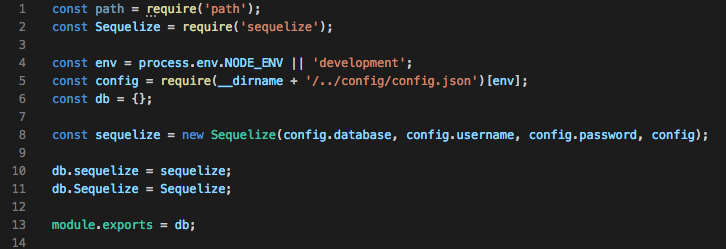 1 const path = require('path');
2 const Sequelize = require('sequelize');
3
4 const env = process.env.NODE_ENV || 'development';
5 const config = require(__dirname + '/../config/config.json')[env];
6 const db = {};
7
8 const sequelize = new Sequelize(config.database, config.username, config.password, config);
9
10 db.sequelize = sequelize;
11 db.Sequelize = Sequelize;
12
13 module.exports = db;
14